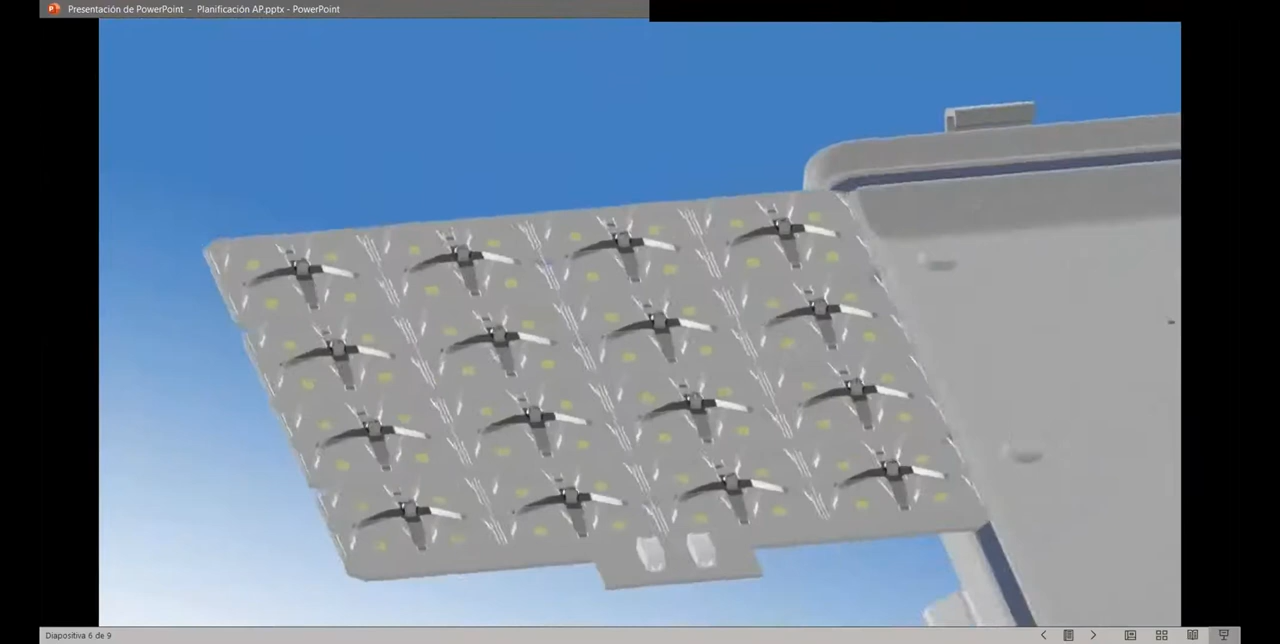 Presentación de PowerPoint - Planificación AP.pptx - PowerPoint
Diapositiva 6 de 9